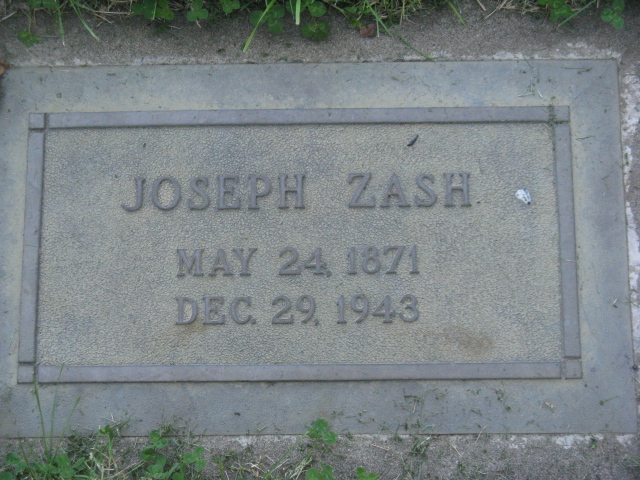 JOSEPH ZASH
MAY 24, 1871
DEC. 29, 1943